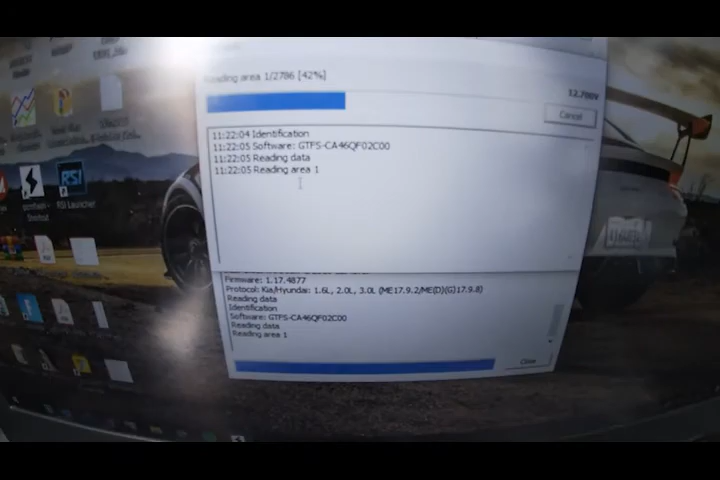 Reading area 1/2786 [42%]
12.700V
Cancel
11:22:04 Identification
11:22:05 Software: GTFS-CA46QF02C00
11:22:05 Reading data
11:22:05 Reading area 1
RSI
RSI Launcher
Firmware: 1.17.4877
Protocol: Kia/Hyundai: 1.6L, 2.0L, 3.0L (ME17.9.2/ME(D)(G)17.9.8)
Reading data
Identification
Software: GTFS-CA46QF02C00
Reading data
Reading area 1
Close